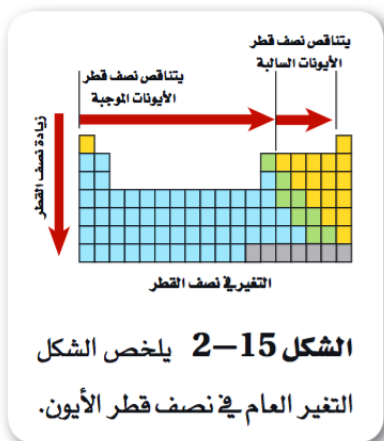 يتناقص نصف قطر
الأيونات السالبة
يتناقص نصف قطر
الأيونات الموجبة
زيادة نصف القطر
التغير في نصف القطر
الشكل 15–2 يلخص الشكل
التغير العام في نصف قطر الأيون.